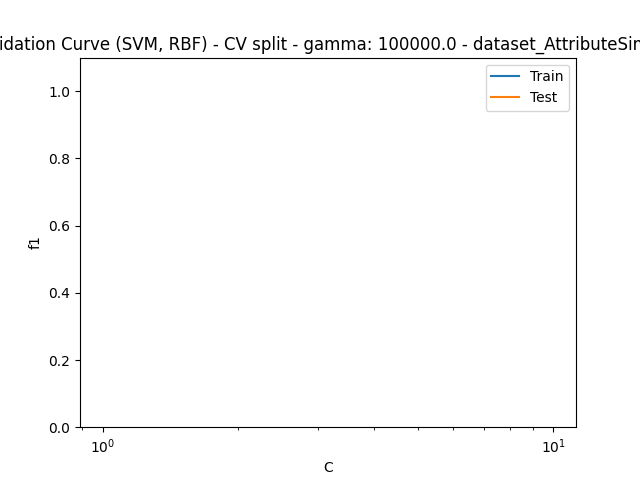 idation Curve (SVM, RBF) - CV split - gamma: 100000.0 - dataset_AttributeSin
Train
Test
1.0
0.8
0.6
0.4
0.2
0.0
f1
10^0
10^1
C